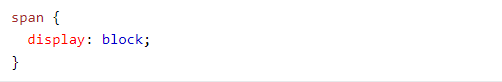 span {
  display: block;
}